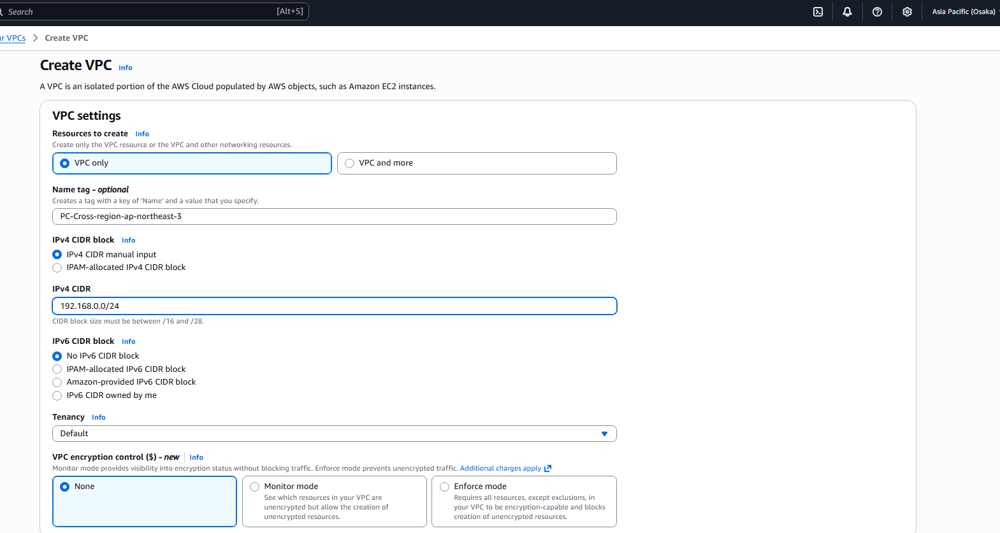 Search [Alt+S] Asia Pacific (Osaka)
VPCs > Create VPC
Create VPC Info
A VPC is an isolated portion of the AWS Cloud populated by AWS objects, such as Amazon EC2 instances.
VPC settings
Resources to create Info
Create only the VPC resource or the VPC and other networking resources.
VPC only VPC and more
Name tag - optional
Creates a tag with a key of 'Name' and a value that you specify.
PC-Cross-region-ap-northeast-3
IPv4 CIDR block Info
IPv4 CIDR manual input
IPAM-allocated IPv4 CIDR block
IPv4 CIDR
192.168.0.0/24
CIDR block size must be between /16 and /28.
IPv6 CIDR block Info
No IPv6 CIDR block
IPAM-allocated IPv6 CIDR block
Amazon-provided IPv6 CIDR block
IPv6 CIDR owned by me
Tenancy Info
Default
VPC encryption control ($) - new Info
Monitor mode provides visibility into encryption status without blocking traffic. Enforce mode prevents unencrypted traffic. Additional charges apply
None Monitor mode Enforce mode
See which resources in your VPC are
unencrypted but allow the creation of
unencrypted resources.
Requires all resources, except exclusions, in
your VPC to be encryption-capable and blocks
creation of unencrypted resources.